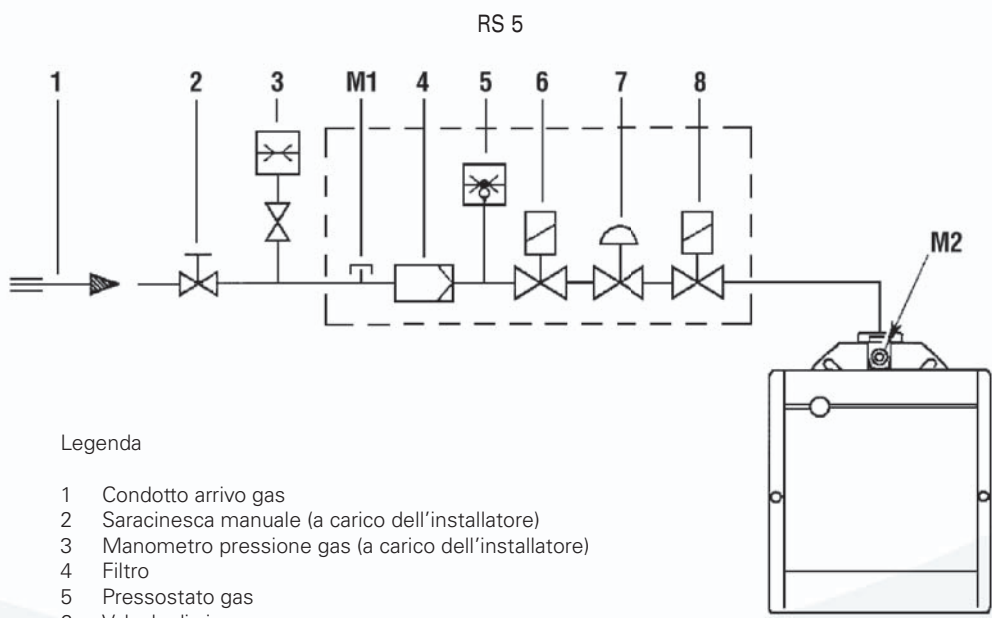 RS 5
1 2 3 M1 4 5 6 7 8
M2
Legenda
1 Condotto arrivo gas
2 Saracinesca manuale (a carico dell'installatore)
3 Manometro pressione gas (a carico dell'installatore)
4 Filtro
5 Pressostato gas